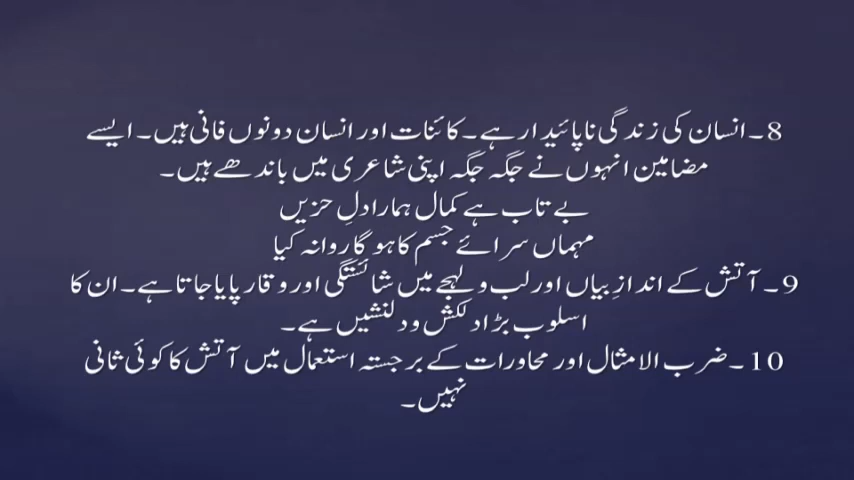 8۔انسان کی زندگی ناپائیدار ہے۔کائنات اور انسان دونوں فانی ہیں۔ایسے
مضامین انہوں نے جگہ جگہ اپنی شاعری میں باندھے ہیں۔
بے تاب ہے کمال ہمارا دلِ حزیں
مہماں سرائے جسم کا ہو گا روانہ کیا
9۔آتش کے اندازِ بیاں اور لب و لہجے میں شائستگی اور وقار پایا جاتا ہے۔ان کا
اسلوب بڑا دلکش و دلنشیں ہے۔
10۔ضرب الامثال اور محاورات کے برجستہ استعمال میں آتش کا کوئی ثانی
نہیں۔